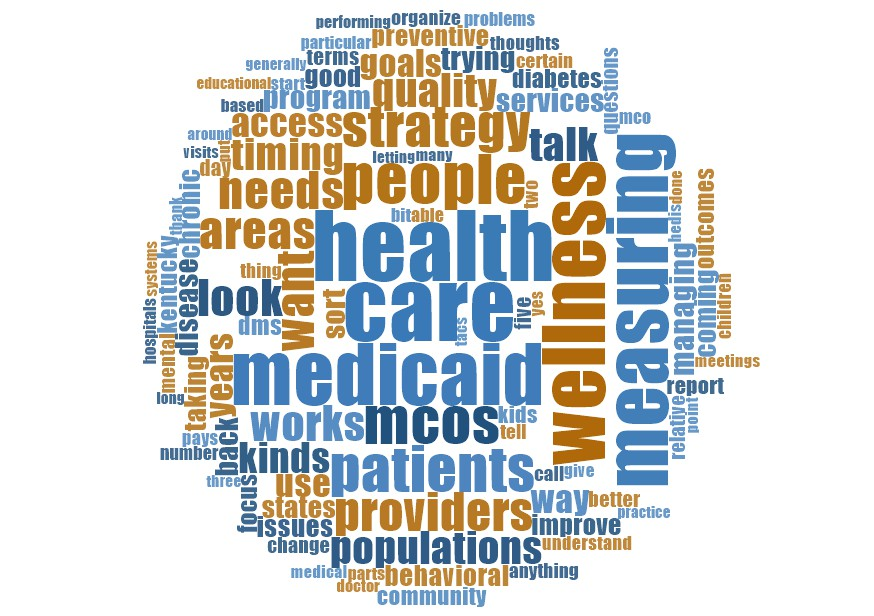 performing
organize
problems
particular
preventive
thoughts
generally
terms
goals
trying
certain
educational
start
good
quality
diabetes
questions
based
program
services
access
strategy
mco
around
timing
talk
visits
put
letting
many
day
needs
people
two
wellness
measuring
hedis
done
outcomes
thank
chronic
areas
bit
able
health
systems
kentucky
thing
want
look
care
managing
coming
children
hospitals
disease
dms
sort
tacs
five
yes
mental
years
medicaid
meetings
long
taking
works
mcos
kids
report
pays
back
tell
relative
point
number
kinds
patients
call
give
three
focus
use
way
better
states
providers
practice
issues
improve
change
populations
understand
medical
parts
behavioral
anything
doctor
community